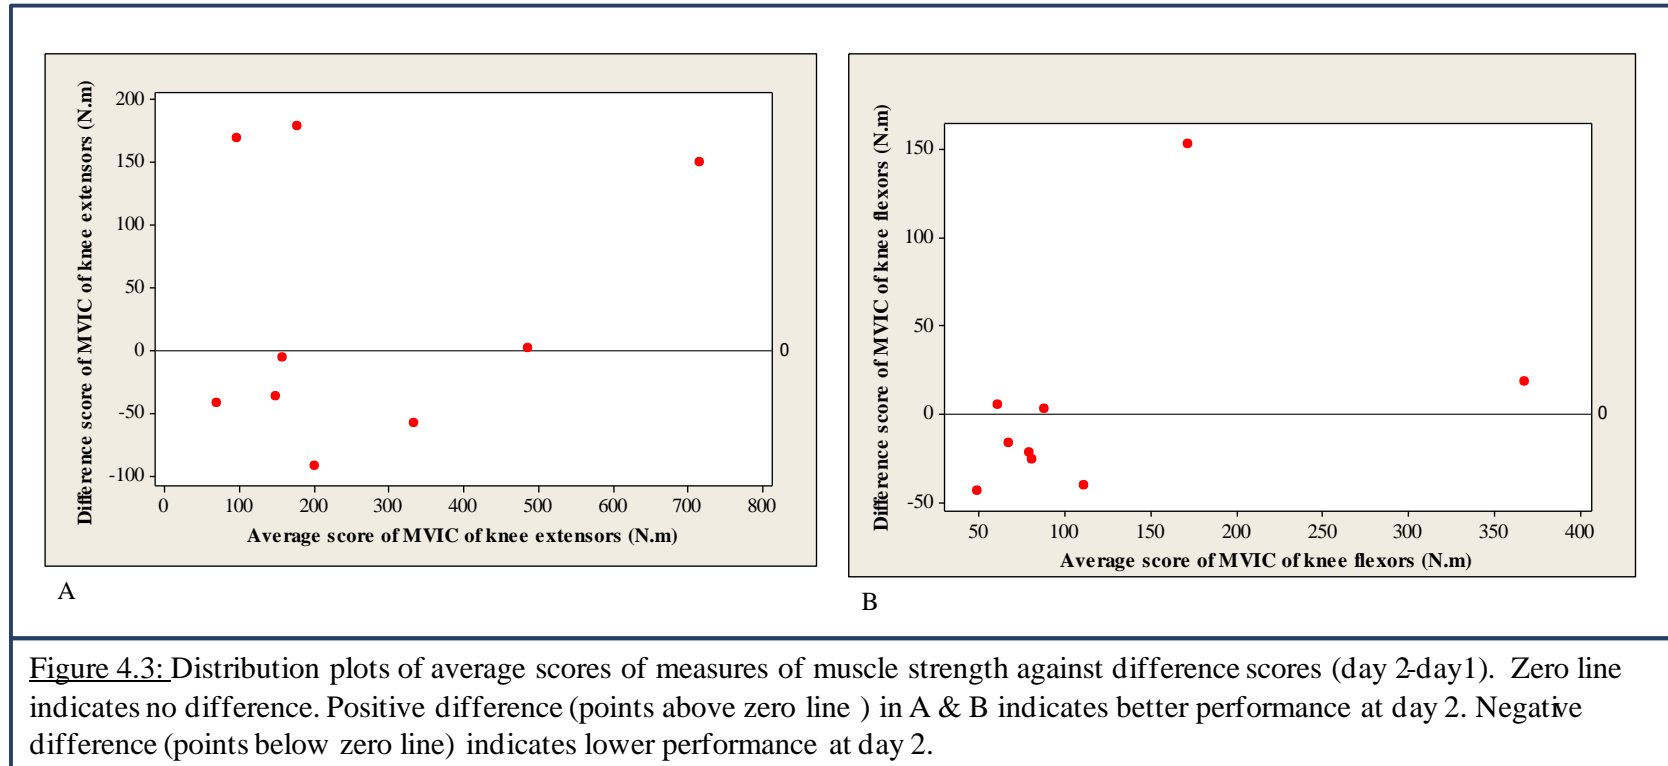 Difference score of MVIC of knee extensors (N.m)
200
150
100
50
0
-50
-100
0
0 100 200 300 400 500 600 700 800
Average score of MVIC of knee extensors (N.m)
A
Difference score of MVIC of knee flexors (N.m)
150
100
50
0
-50
0
50 100 150 200 250 300 350 400
Average score of MVIC of knee flexors (N.m)
B
Figure 4.3: Distribution plots of average scores of measures of muscle strength against difference scores (day 2-day1). Zero line
indicates no difference. Positive difference (points above zero line ) in A & B indicates better performance at day 2. Negative
difference (points below zero line) indicates lower performance at day 2.